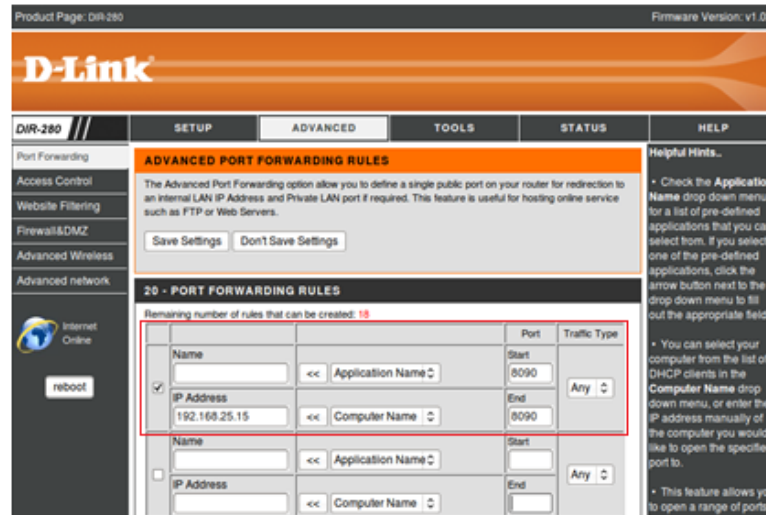 Product Page: DIR-280
Firmware Version: v1.0
D-Link
DIR-280
SETUP
ADVANCED
TOOLS
STATUS
HELP
Port Forwarding
Access Control
Website Filtering
Firewall&DMZ
Advanced Wireless
Advanced network
Internet
Online
reboot
ADVANCED PORT FORWARDING RULES
The Advanced Port Forwarding option allow you to define a single public port on your router for redirection to
an internal LAN IP Address and Private LAN port if required. This feature is useful for hosting online service
such as FTP or Web Servers.
Save Settings
Don't Save Settings
20 - PORT FORWARDING RULES
Remaining number of rules that can be created: 18
Port
Traffic Type
Name
<<
Application Name
Start
8090
Any
IP Address
192.168.25.15
<<
Computer Name
End
8090
Name
<<
Application Name
Start
Any
IP Address
<<
Computer Name
End
Helpful Hints..
• Check the Applicatio
Name drop down menu
for a list of pre-defined
applications that you ca
select from. If you select
one of the pre-defined
applications, click the
arrow button next to the
drop down menu to fill
out the appropriate field
• You can select your
computer from the list of
DHCP clients in the
Computer Name drop
down menu, or enter the
IP address manually of
the computer you would
like to open the specifie
port to.
• This feature allows yo
to open a range of ports